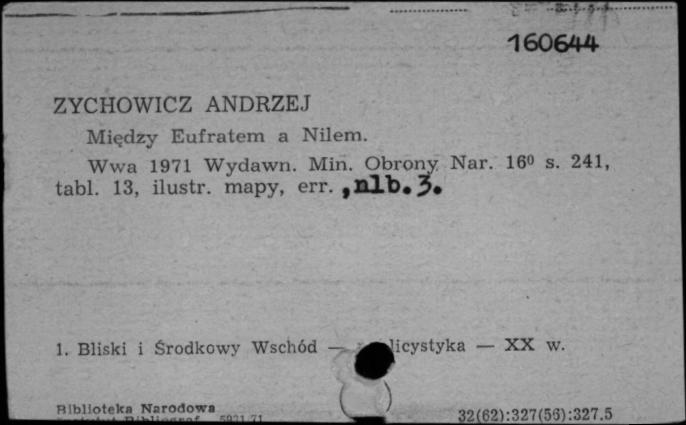 160644
ZYCHOWICZ ANDRZEJ
Między Eufratem a Nilem.
Wwa 1971 Wydawn. Min. Obrony Nar. 16⁰ s. 241,
tabl. 13, ilustr. mapy, err. ,nlb.3.
1. Bliski i Środkowy Wschód — — XX w.
Biblioteka Narodowa
32(62):327(56):327.5